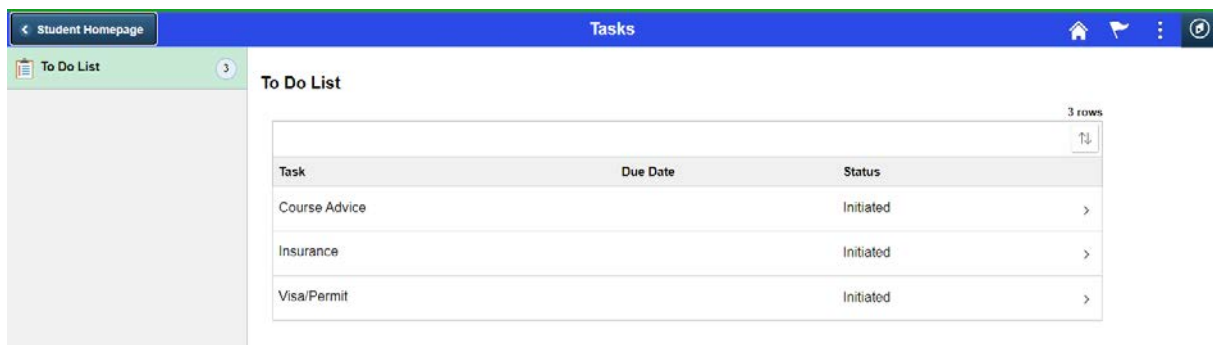 Student Homepage
Tasks
To Do List 3
To Do List
3 rows
Task Due Date Status
Course Advice Initiated
Insurance Initiated
Visa/Permit Initiated